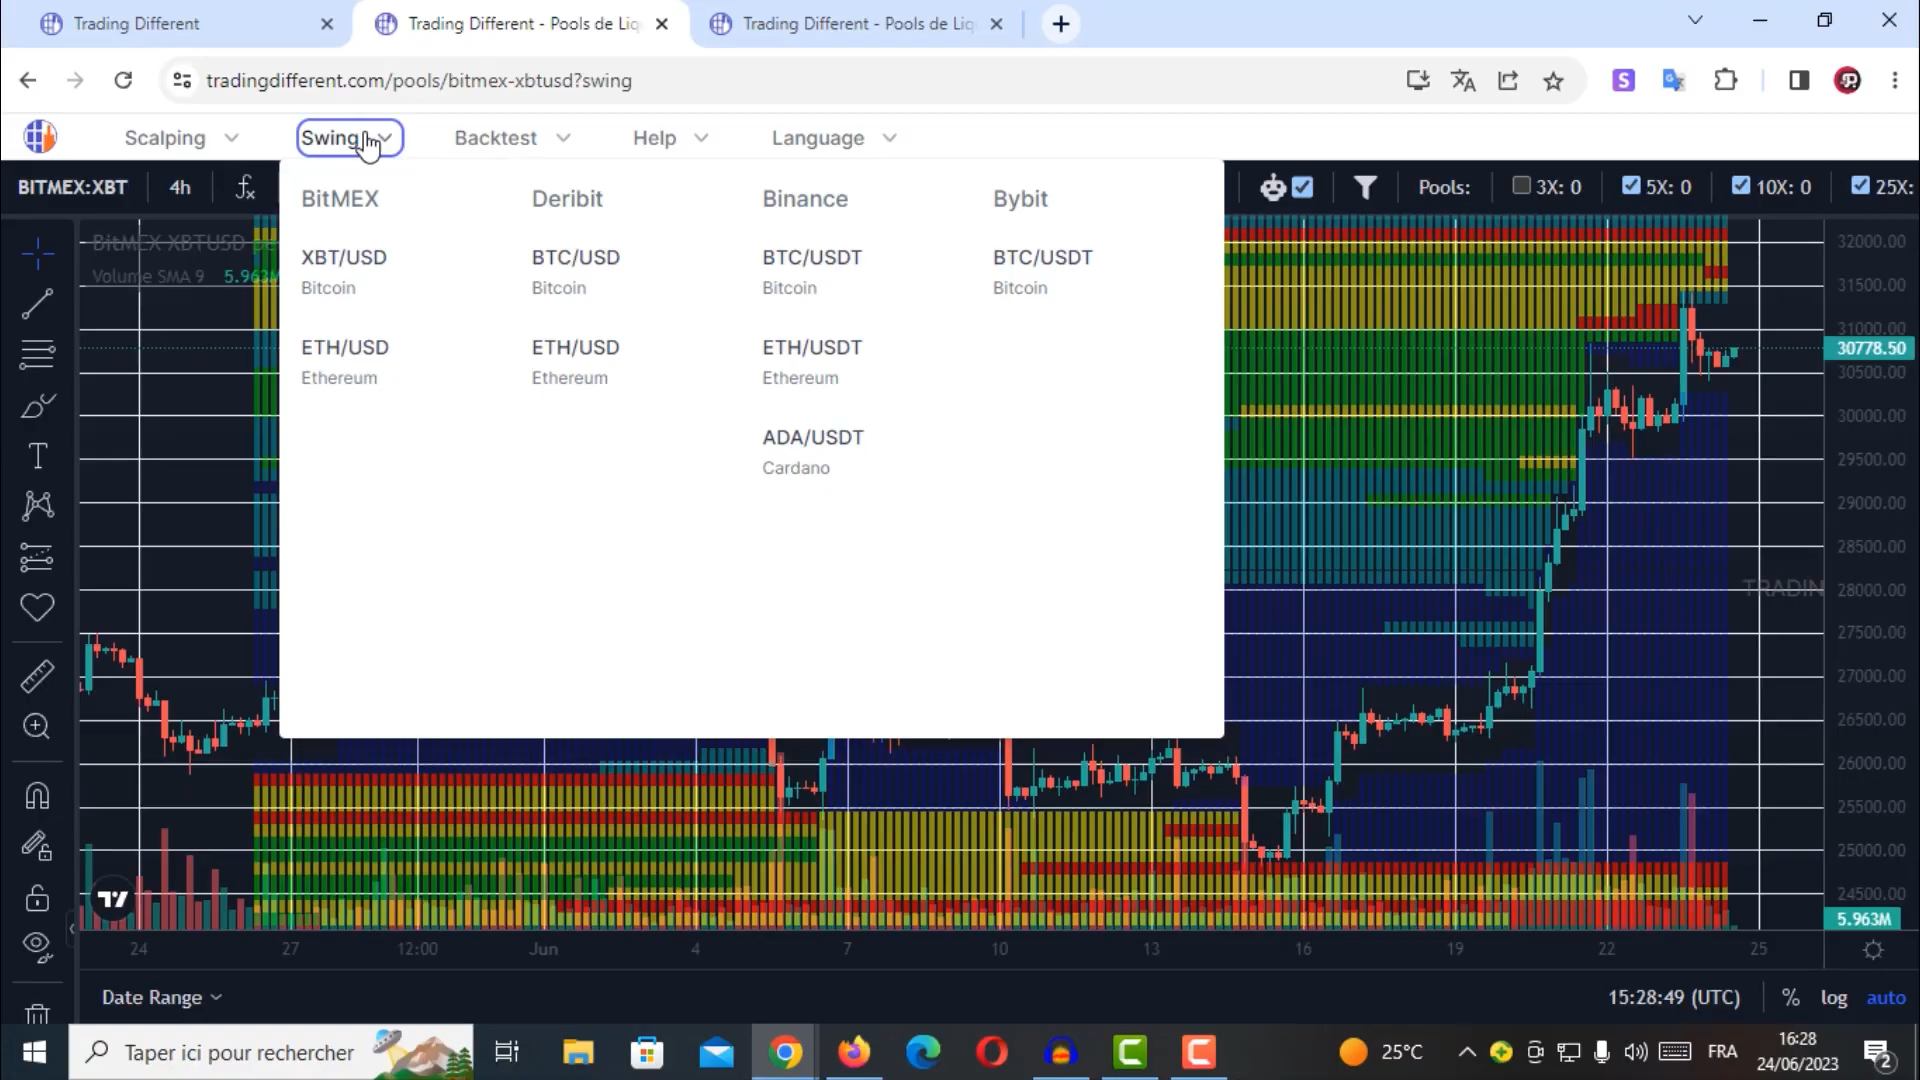 Trading Different
Trading Different - Pools de Liq
Trading Different - Pools de Liq
tradingdifferent.com/pools/bitmex-xbtusd?swing
Scalping
Swing
Backtest
Help
Language
BITMEX:XBT
4h
Pools:
3X: 0
5X: 0
10X: 0
25X:
BitMEX
Deribit
Binance
Bybit
XBT/USD
Bitcoin
BTC/USD
Bitcoin
BTC/USDT
Bitcoin
BTC/USDT
Bitcoin
ETH/USD
Ethereum
ETH/USD
Ethereum
ETH/USDT
Ethereum
ADA/USDT
Cardano
BitMEX XBTUSD
Volume SMA 9 5.963M
32000.00
31500.00
31000.00
30778.50
30500.00
30000.00
29500.00
29000.00
28500.00
28000.00
27500.00
27000.00
26500.00
26000.00
25500.00
25000.00
24500.00
5.963M
TRADIN
24
27
12:00
Jun
4
7
10
13
16
19
22
25
Date Range
15:28:49 (UTC)
%
log
auto
Taper ici pour rechercher
25°C
FRA
16:28
24/06/2023
2